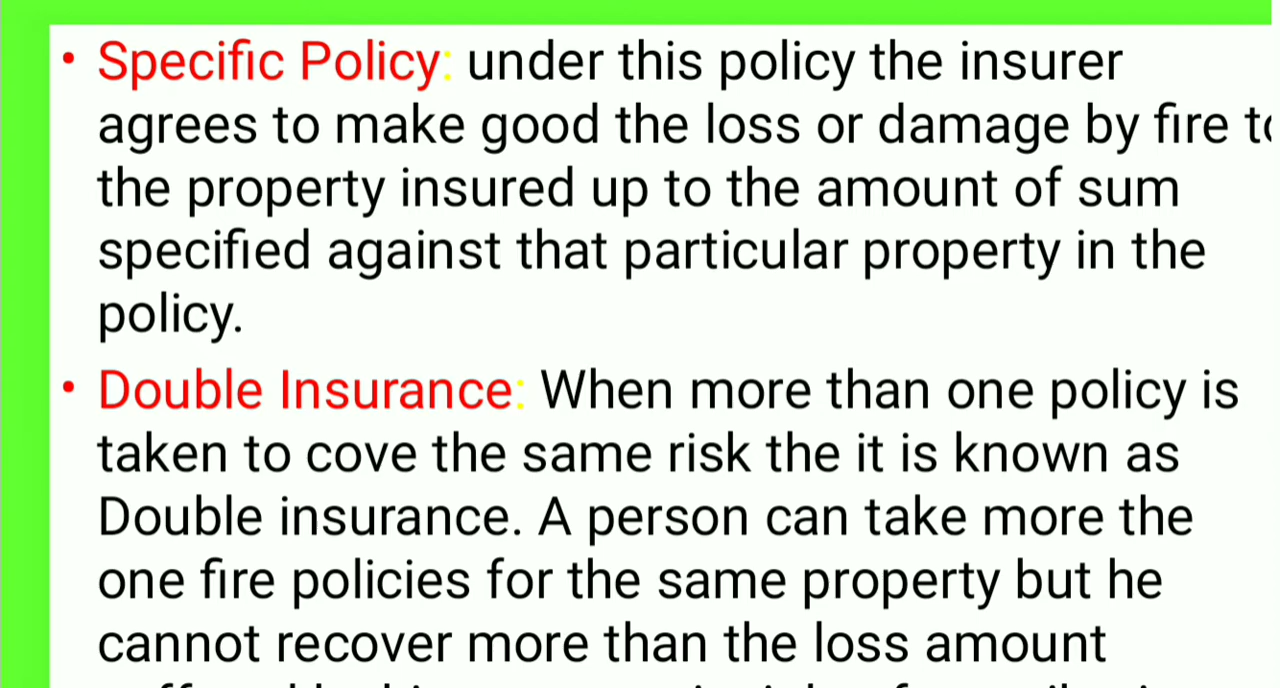 • Specific Policy: under this policy the insurer
agrees to make good the loss or damage by fire to
the property insured up to the amount of sum
specified against that particular property in the
policy.
• Double Insurance: When more than one policy is
taken to cove the same risk the it is known as
Double insurance. A person can take more the
one fire policies for the same property but he
cannot recover more than the loss amount